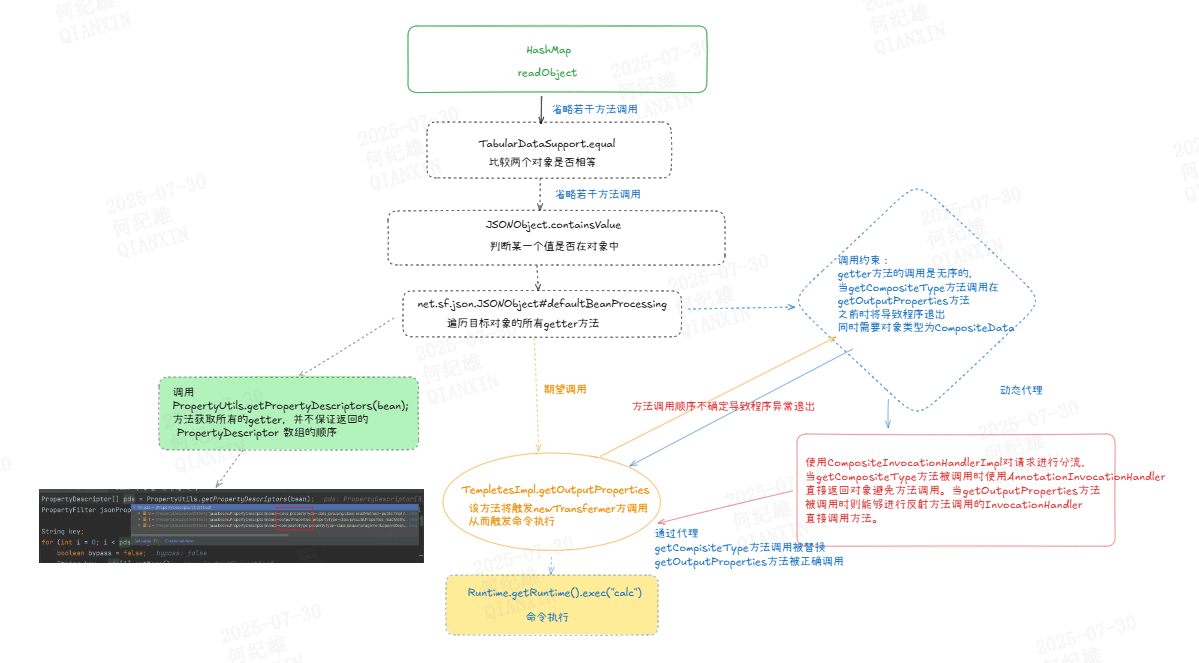 HashMap
readObject
省略若干方法调用
TabularDataSupport.equal
比较两个对象是否相等
省略若干方法调用
JSONObject.containsValue
判断某一个值是否在对象中
net.sf.json.JSONObject#defaultBeanProcessing
遍历目标对象的所有getter方法
调用约束：
getter方法的调用是无序的,
当getCompositeType方法调用在
getOutputProperties方法
之前时将导致程序退出
同时需要对象类型为CompositeData
调用
PropertyUtils.getPropertyDescriptors(bean);
方法获取所有的getter, 并不保证返回的
PropertyDescriptor 数组的顺序
期望调用
方法调用顺序不确定导致程序异常退出
动态代理
使用CompositeInvocationHandlerImpl对请求进行分流,
当getCompositeType方法被调用时使用AnnotationInvocationHandler
直接返回对象避免方法调用。当getOutputProperties方法
被调用时则能够进行反射方法调用的InvocationHandler
直接调用方法。
PropertyDescriptor[] pds = PropertyUtils.getPropertyDescriptors(bean); pds: PropertyDescriptor[
PropertyFilter jsonProp
String key;
for (int i = 0; i < pds
boolean bypass = false; bypass: false
TempletesImpl.getOutputProperties
该方法将触发newTransfermer方调用
从而触发命令执行
通过代理
getCompisiteType方法调用被替换
getOutputProperties方法被正确调用
Runtime.getRuntime().exec("calc")
命令执行
2025-07-30
何纪雄
QIANXIN